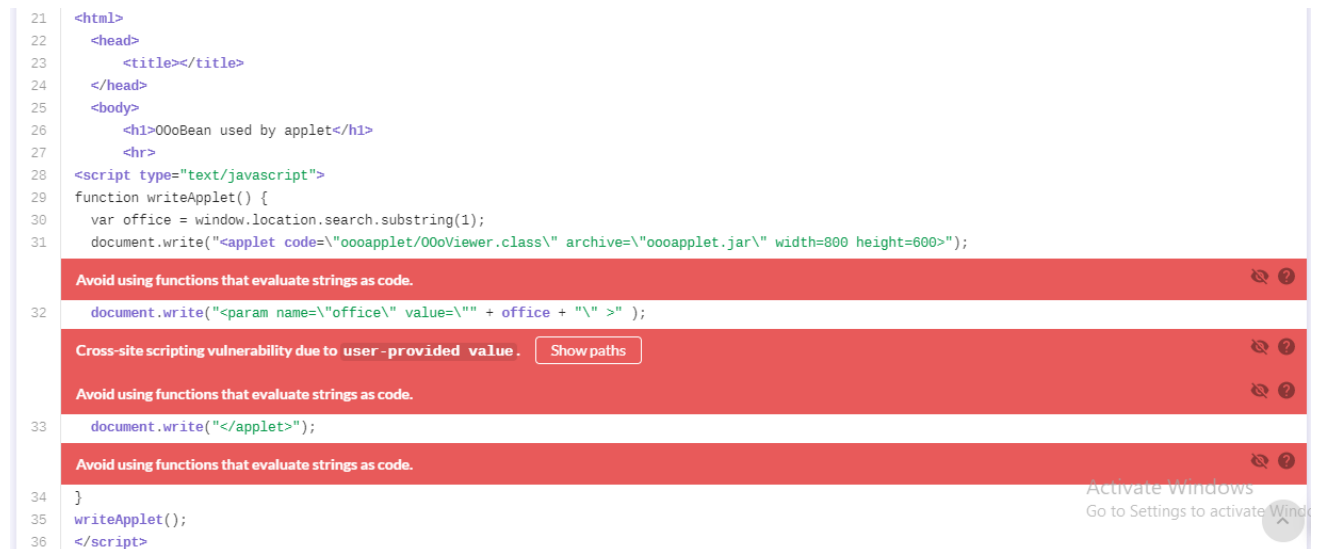 21 <html>
22 <head>
23 <title></title>
24 </head>
25 <body>
26 <h1>OOoBean used by applet</h1>
27 <hr>
28 <script type="text/javascript">
29 function writeApplet() {
30 var office = window.location.search.substring(1);
31 document.write("<applet code=\"oooapplet/OOoViewer.class\" archive=\"oooapplet.jar\" width=800 height=600>");
Avoid using functions that evaluate strings as code.
32 document.write("<param name=\"office\" value=\"" + office + "\" >" );
Cross-site scripting vulnerability due to user-provided value. Show paths
Avoid using functions that evaluate strings as code.
33 document.write("</applet>");
Avoid using functions that evaluate strings as code.
34 }
Activate Windows
35 writeApplet();
Go to Settings to activate
36 </script>